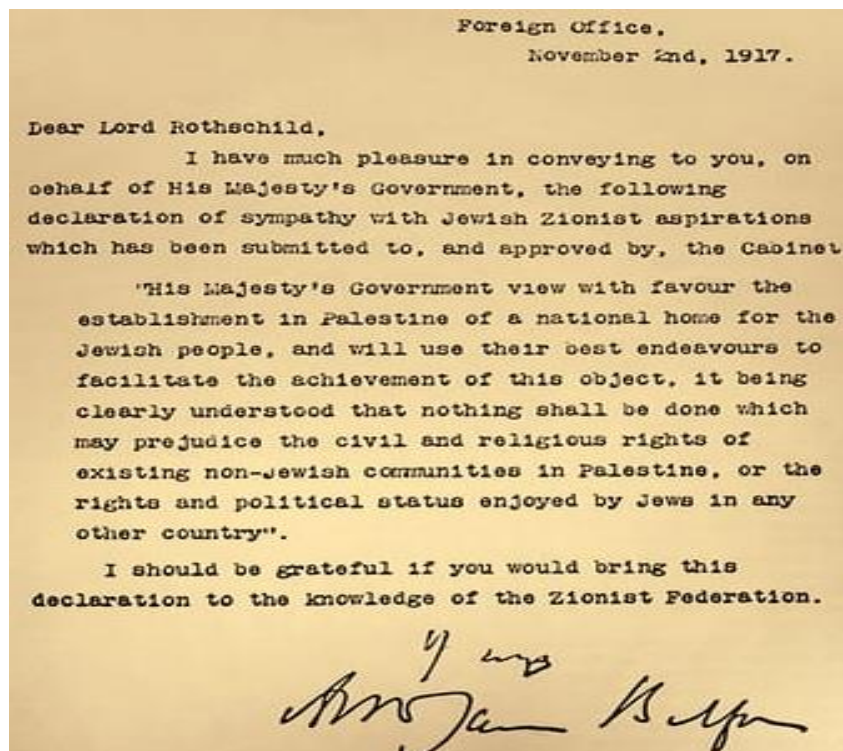 Foreign Office,
November 2nd, 1917.
Dear Lord Rothschild,
I have much pleasure in conveying to you, on
behalf of His Majesty's Government, the following
declaration of sympathy with Jewish Zionist aspirations
which has been submitted to, and approved by, the Cabinet
"His Majesty's Government view with favour the
establishment in Palestine of a national home for the
Jewish people, and will use their best endeavours to
facilitate the achievement of this object, it being
clearly understood that nothing shall be done which
may prejudice the civil and religious rights of
existing non-Jewish communities in Palestine, or the
rights and political status enjoyed by Jews in any
other country".
I should be grateful if you would bring this
declaration to the knowledge of the Zionist Federation.
Arthur James Balfour